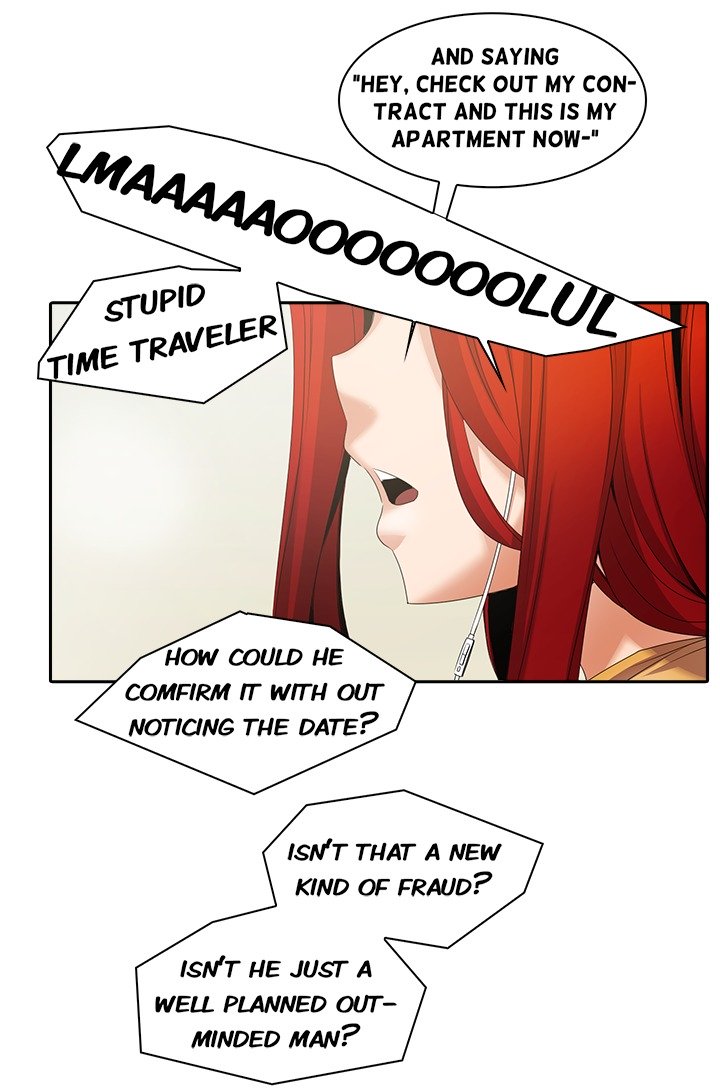 AND SAYING
"HEY, CHECK OUT MY CON-
TRACT AND THIS IS MY
APARTMENT NOW-"
LMAAAAAOOOOOOOLUL
STUPID
TIME TRAVELER
HOW COULD HE
COMFIRM IT WITH OUT
NOTICING THE DATE?
ISN'T THAT A NEW
KIND OF FRAUD?
ISN'T HE JUST A
WELL PLANNED OUT-
MINDED MAN?